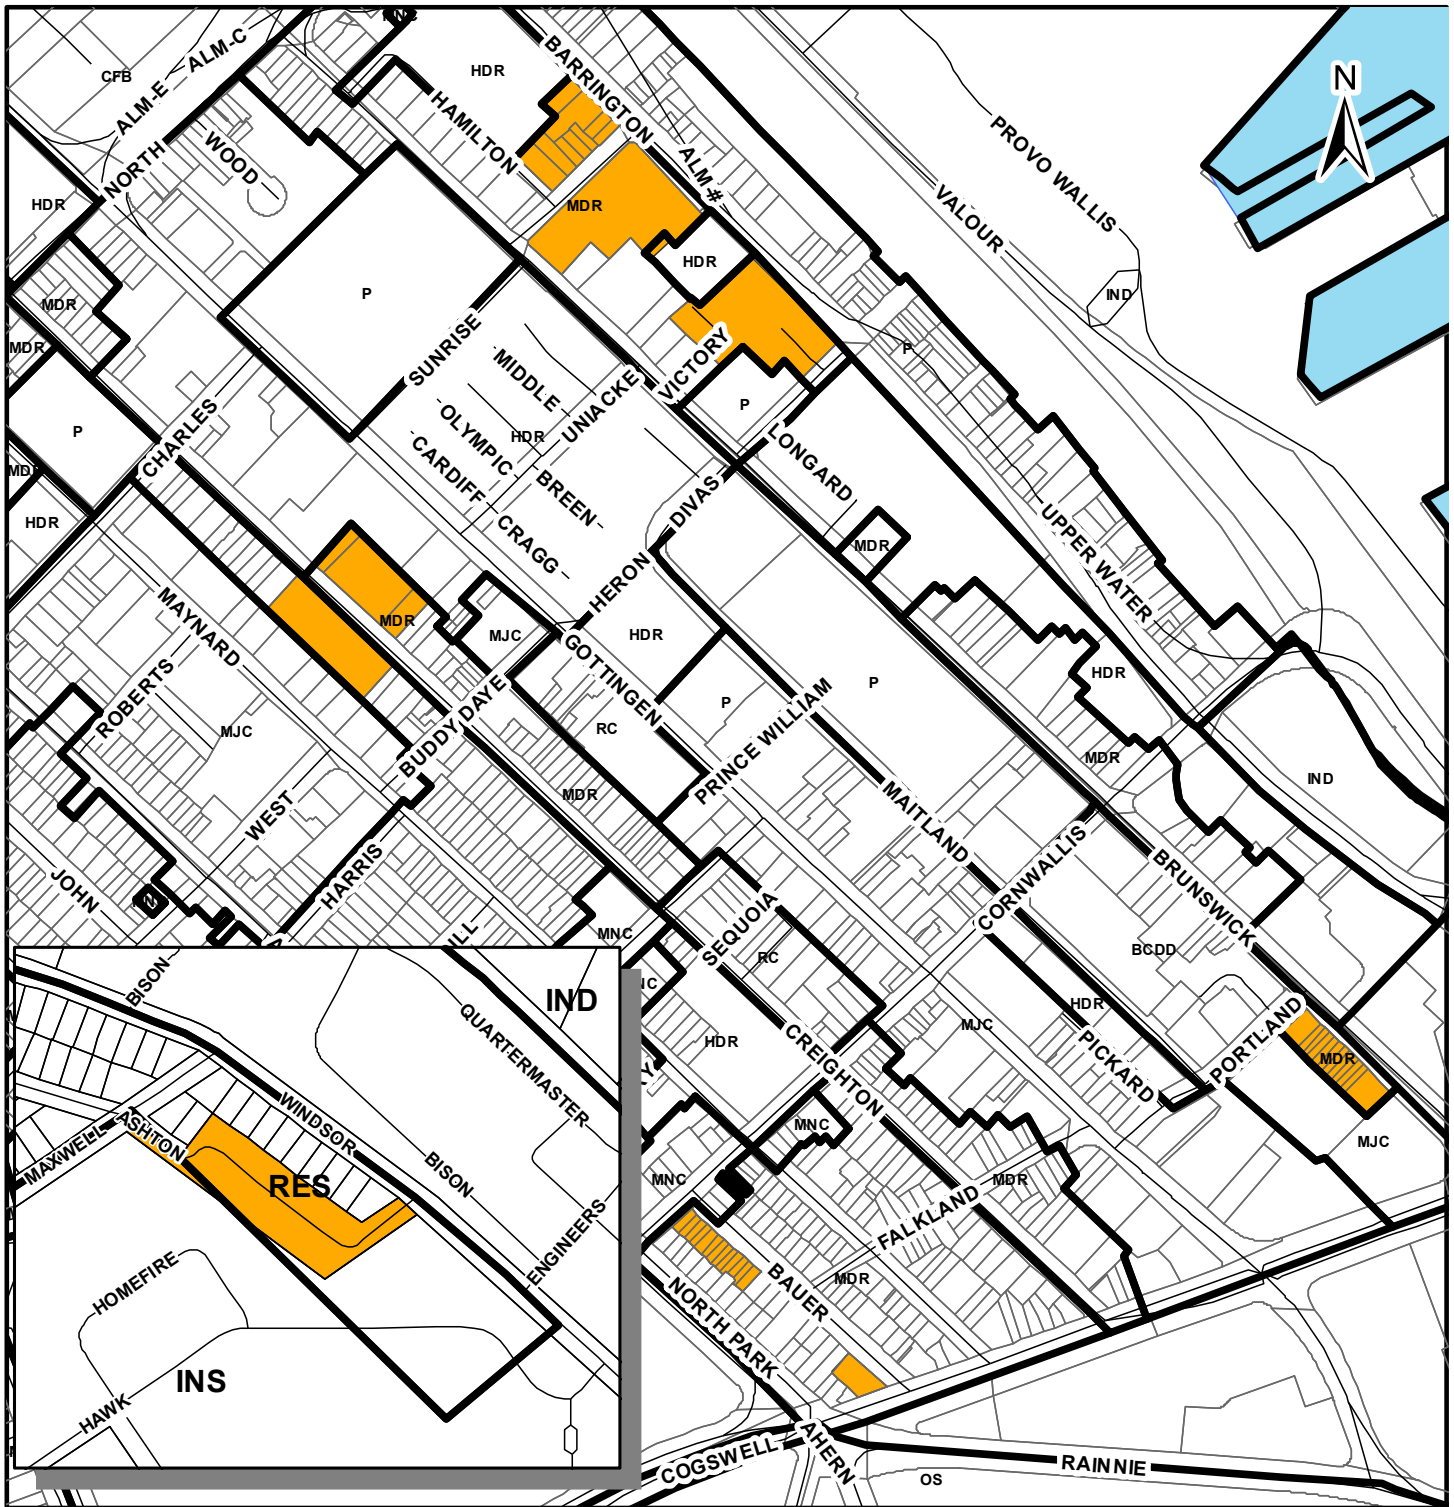 HDR
CFB
ALM-E
ALM-C
BARRINGTON
HAMILTON
NORTH
WOOD
ALM #
N
PROVO WALLIS
VALOUR
HDR
MDR
HDR
IND
MDR
MDR
P
SUNRISE
VICTORY
P
MIDDLE
UNIACKE
P
P
CHARLES
OLYMPIC
HDR
CARDIFF
BREEN
LONGARD
CRAGG
DIVAS
HERON
MDR
UPPER WATER
HDR
MAYNARD
MDR
MJC
GOTTINGEN
HDR
HDR
ROBERTS
MJC
BUDDY DAYE
RC
P
PRINCE WILLIAM
P
MDR
IND
WEST
MDR
MAITLAND
JOHN
HARRIS
CORNWALLIS
BRUNSWICK
MNC
SEQUOIA
RC
BCDD
HDR
CREIGHTON
MJC
HDR
PICKARD
PORTLAND
MDR
MJC
MNC
MNC
MDR
FALKLAND
MDR
BAUER
NORTH PARK
COGSWELL
AHERN
RAINNIE
OS
BISON
IND
QUARTERMASTER
WINDSOR
MAXWELL
ASHTON
RES
BISON
ENGINEERS
HOMEFIRE
INS
HAWK